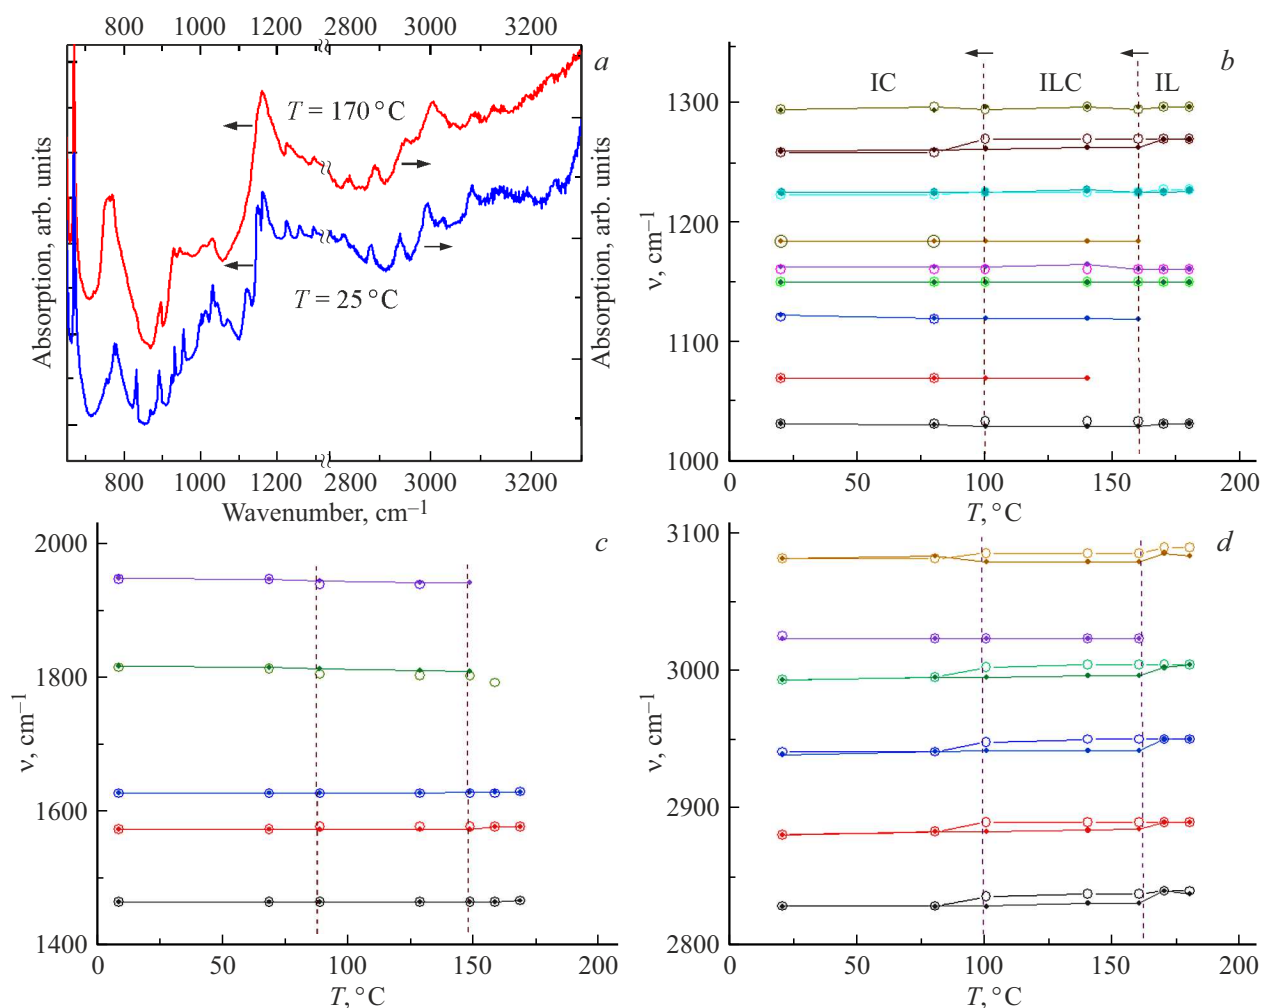 800 1000 1200 2800 3000 3200
a
T = 170 °C
T = 25 °C
Absorption, arb. units
Absorption, arb. units
800 1000 1200 2800 3000 3200
Wavenumber, cm–1
b
IC ILC IL
1300
1200
1100
1000
ν, cm–1
0 50 100 150 200
T, °C
c
2000
1800
1600
1400
ν, cm–1
0 50 100 150 200
T, °C
d
3100
3000
2900
2800
ν, cm–1
0 50 100 150 200
T, °C